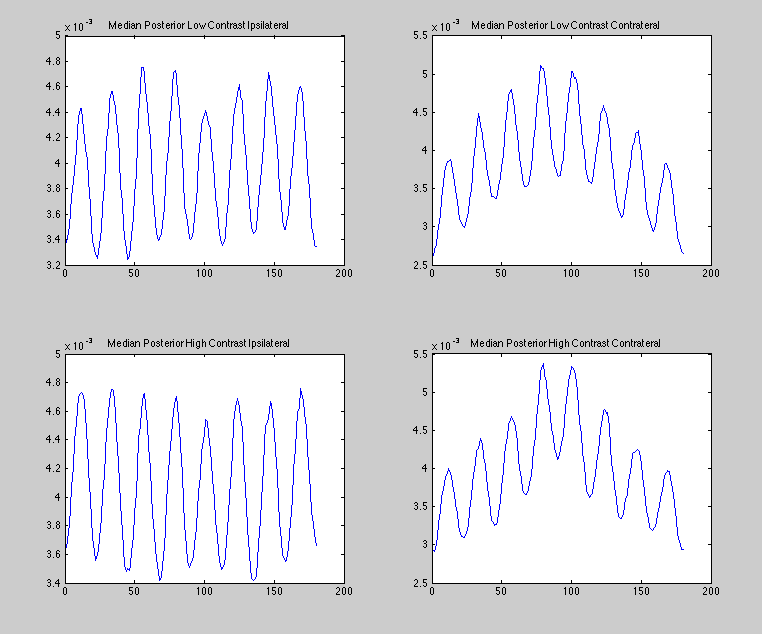 Median Posterior Low Contrast Ipsilateral
x 10^-3
5
4.8
4.6
4.4
4.2
4
3.8
3.6
3.4
3.2
0 50 100 150 200
Median Posterior Low Contrast Contrateral
x 10^-3
5.5
5
4.5
4
3.5
3
2.5
0 50 100 150 200
Median Posterior High Contrast Ipsilateral
x 10^-3
5
4.8
4.6
4.4
4.2
4
3.8
3.6
3.4
0 50 100 150 200
Median Posterior High Contrast Contrateral
x 10^-3
5.5
5
4.5
4
3.5
3
2.5
0 50 100 150 200